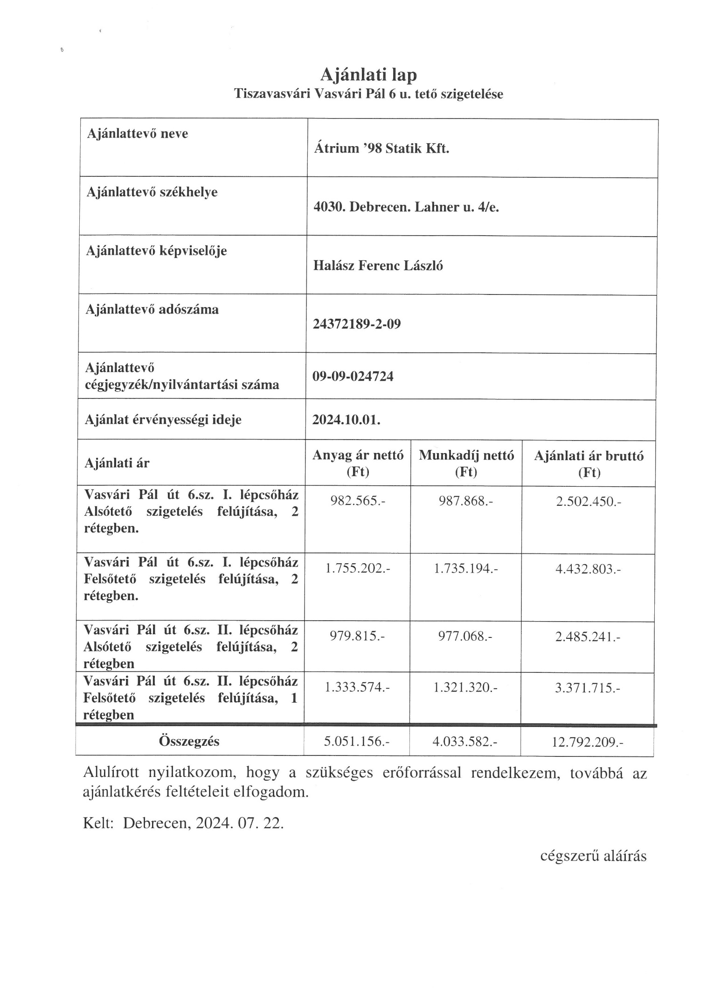 Ajánlati lap
Tiszavasvári Vasvári Pál 6 u. tető szigetelése
Ajánlattevő neve
Átrium ’98 Statik Kft.
Ajánlattevő székhelye
4030. Debrecen. Lahner u. 4/e.
Ajánlattevő képviselője
Halász Ferenc László
Ajánlattevő adószáma
24372189-2-09
Ajánlattevő
cégjegyzék/nyilvántartási száma
09-09-024724
Ajánlat érvényességi ideje
2024.10.01.
Ajánlati ár
Anyag ár nettó
(Ft)
Munkadíj nettó
(Ft)
Ajánlati ár bruttó
(Ft)
Vasvári Pál út 6.sz. I. lépcsőház
Alsótető szigetelés felújítása, 2
rétegben.
982.565.-
987.868.-
2.502.450.-
Vasvári Pál út 6.sz. I. lépcsőház
Felsőtető szigetelés felújítása, 2
rétegben.
1.755.202.-
1.735.194.-
4.432.803.-
Vasvári Pál út 6.sz. II. lépcsőház
Alsótető szigetelés felújítása, 2
rétegben
979.815.-
977.068.-
2.485.241.-
Vasvári Pál út 6.sz. II. lépcsőház
Felsőtető szigetelés felújítása, 1
rétegben
1.333.574.-
1.321.320.-
3.371.715.-
Összegzés
5.051.156.-
4.033.582.-
12.792.209.-
Alulírott nyilatkozom, hogy a szükséges erőforrással rendelkezem, továbbá az
ajánlatkérés feltételeit elfogadom.
Kelt: Debrecen, 2024. 07. 22.
cégszerű aláírás